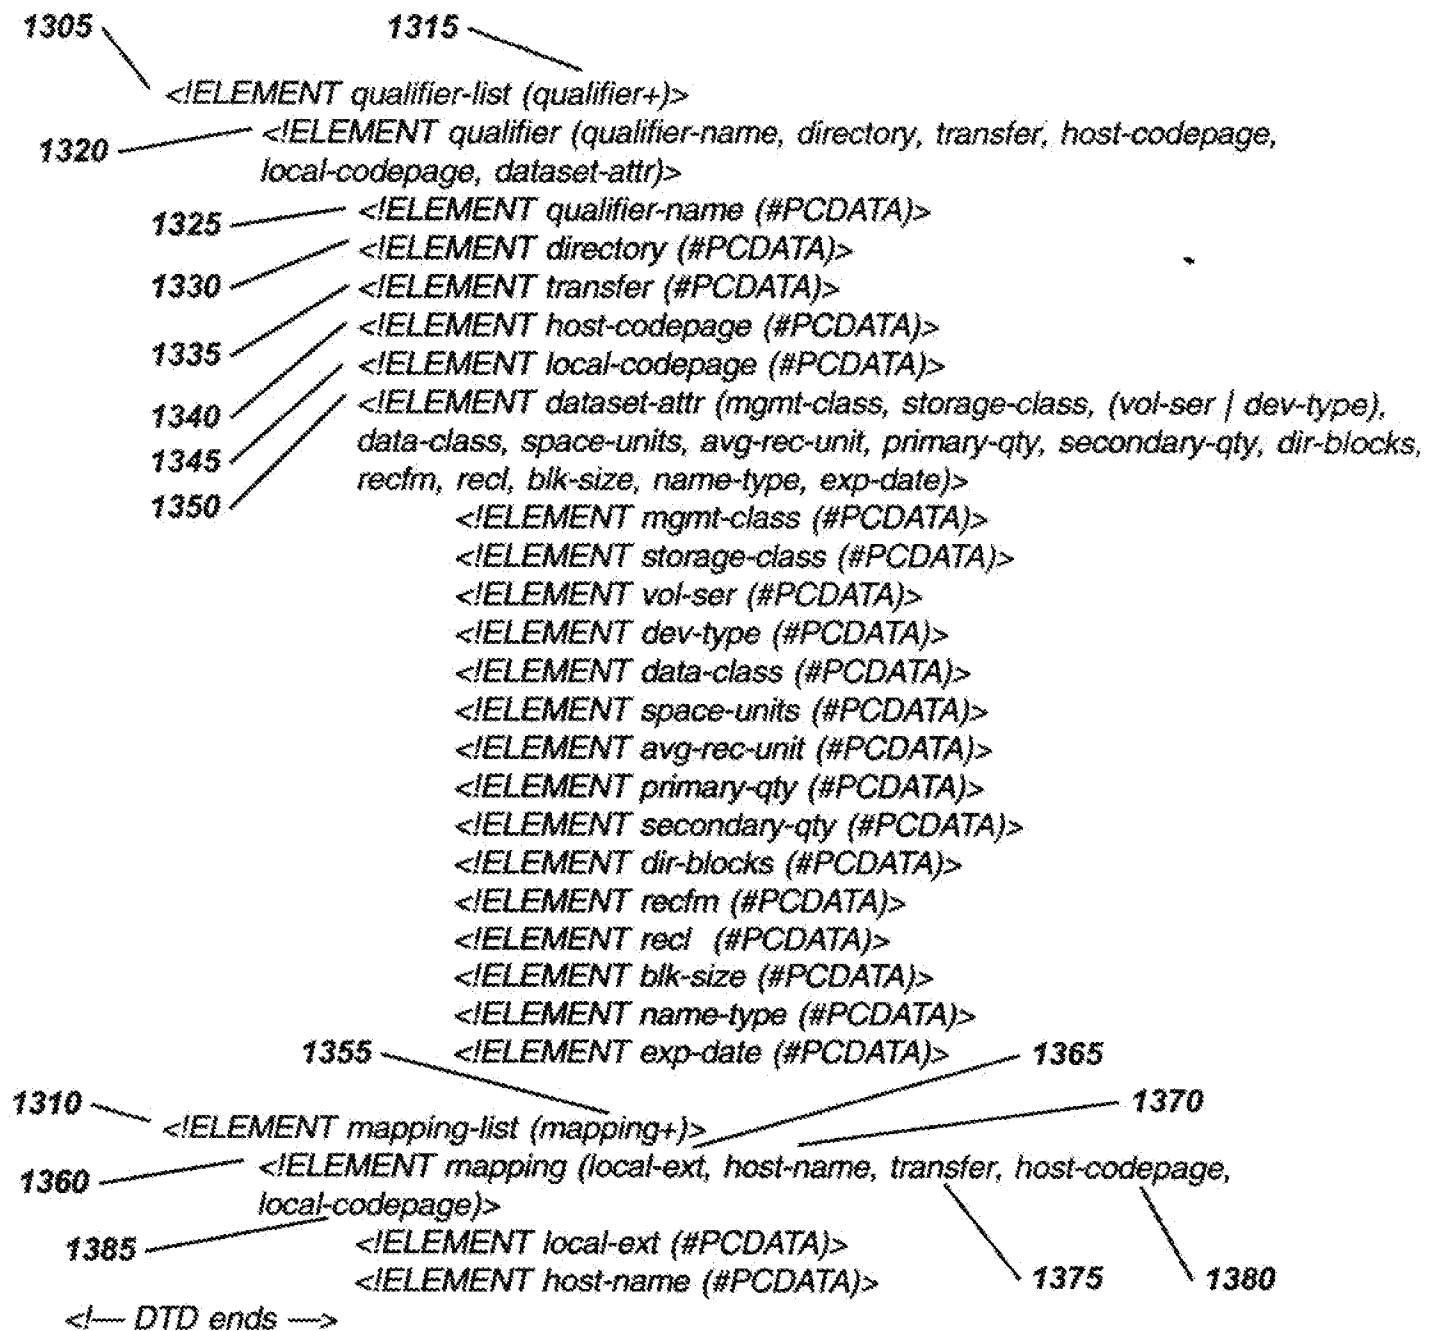 1305 1315
<!ELEMENT qualifier-list (qualifier+)>
1320 <!ELEMENT qualifier (qualifier-name, directory, transfer, host-codepage,
local-codepage, dataset-attr)>
1325 <!ELEMENT qualifier-name (#PCDATA)>
<!ELEMENT directory (#PCDATA)>
1330 <!ELEMENT transfer (#PCDATA)>
<!ELEMENT host-codepage (#PCDATA)>
1335 <!ELEMENT local-codepage (#PCDATA)>
1340 <!ELEMENT dataset-attr (mgmt-class, storage-class, (vol-ser | dev-type),
1345 data-class, space-units, avg-rec-unit, primary-qty, secondary-qty, dir-blocks,
1350 recfm, recl, blk-size, name-type, exp-date)>
<!ELEMENT mgmt-class (#PCDATA)>
<!ELEMENT storage-class (#PCDATA)>
<!ELEMENT vol-ser (#PCDATA)>
<!ELEMENT dev-type (#PCDATA)>
<!ELEMENT data-class (#PCDATA)>
<!ELEMENT space-units (#PCDATA)>
<!ELEMENT avg-rec-unit (#PCDATA)>
<!ELEMENT primary-qty (#PCDATA)>
<!ELEMENT secondary-qty (#PCDATA)>
<!ELEMENT dir-blocks (#PCDATA)>
<!ELEMENT recfm (#PCDATA)>
<!ELEMENT recl (#PCDATA)>
<!ELEMENT blk-size (#PCDATA)>
<!ELEMENT name-type (#PCDATA)>
1355 <!ELEMENT exp-date (#PCDATA)> 1365
1310 1370
<!ELEMENT mapping-list (mapping+)>
1360 <!ELEMENT mapping (local-ext, host-name, transfer, host-codepage,
local-codepage)>
1385 <!ELEMENT local-ext (#PCDATA)>
<!ELEMENT host-name (#PCDATA)> 1375 1380
<!— DTD ends —>